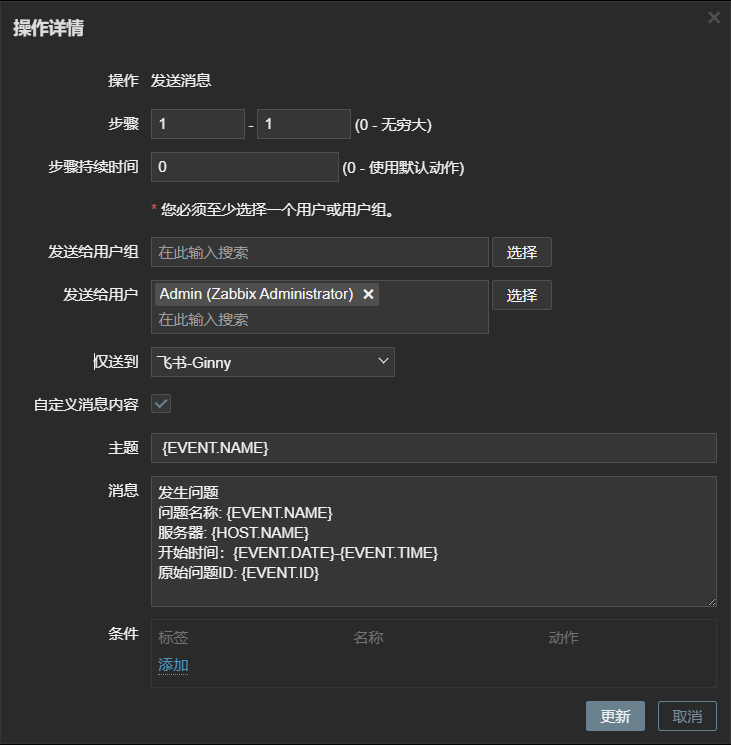 操作详情
操作 发送消息
步骤 1 - 1 (0 - 无穷大)
步骤持续时间 0 (0 - 使用默认动作)
* 您必须至少选择一个用户或用户组。
发送给用户组 在此输入搜索 选择
发送给用户 Admin (Zabbix Administrator) 选择
在此输入搜索
仅送到 飞书-Ginny
自定义消息内容
主题 {EVENT.NAME}
消息 发生问题
问题名称: {EVENT.NAME}
服务器: {HOST.NAME}
开始时间：{EVENT.DATE}-{EVENT.TIME}
原始问题ID: {EVENT.ID}
条件 标签 名称 动作
添加
更新 取消